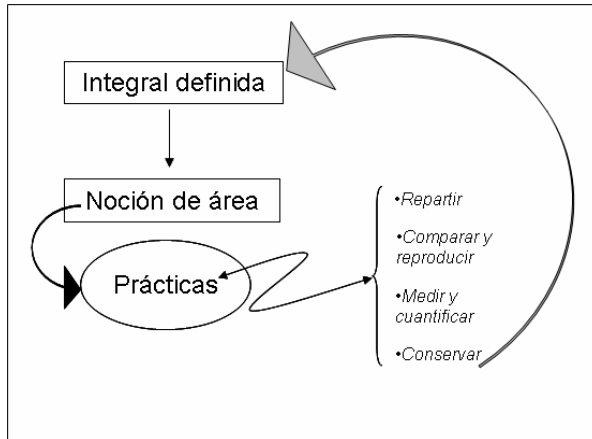 Integral definida
Noción de área
Prácticas
•Repartir
•Comparar y
reproducir
•Medir y
cuantificar
•Conservar